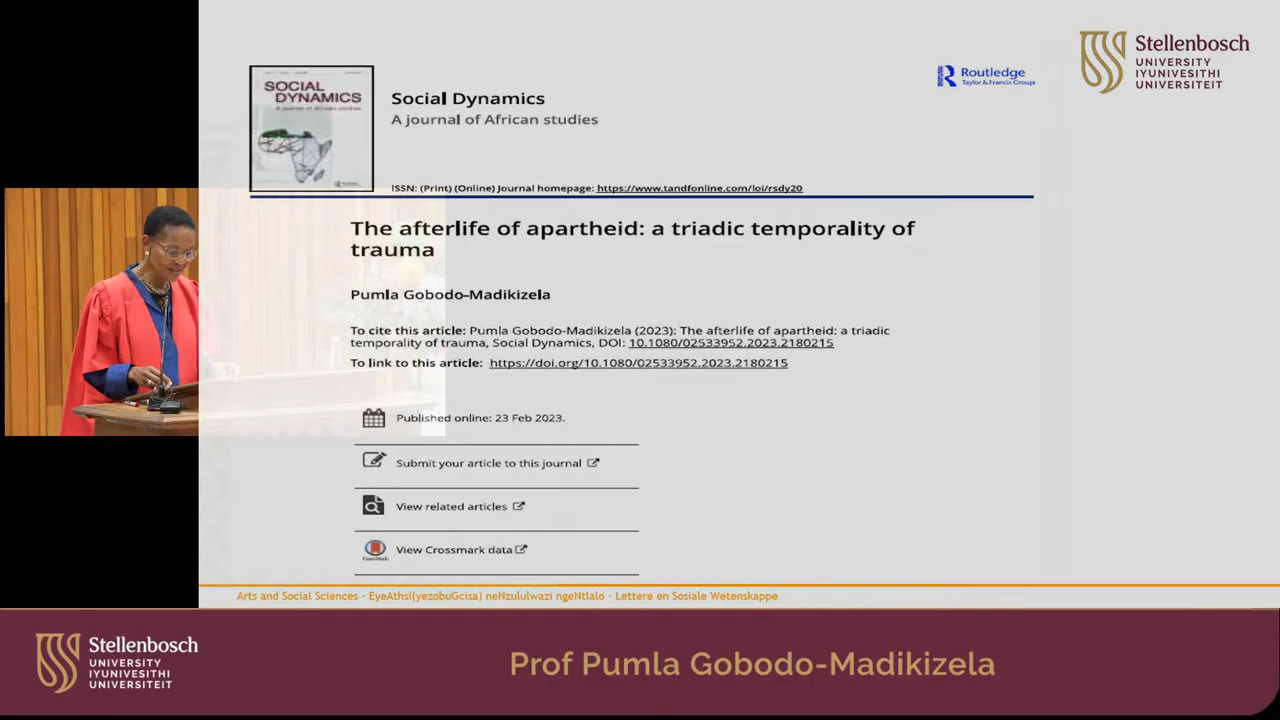 SOCIAL
DYNAMICS
A journal of African studies
Social Dynamics
A journal of African studies
Routledge
Taylor & Francis Group
Stellenbosch
UNIVERSITY
IYUNIVESITHI
UNIVERSITEIT
ISSN: (Print) (Online) Journal homepage: https://www.tandfonline.com/loi/rsdy20
The afterlife of apartheid: a triadic temporality of
trauma
Pumla Gobodo-Madikizela
To cite this article: Pumla Gobodo-Madikizela (2023): The afterlife of apartheid: a triadic
temporality of trauma, Social Dynamics, DOI: 10.1080/02533952.2023.2180215
To link to this article: https://doi.org/10.1080/02533952.2023.2180215
Published online: 23 Feb 2023.
Submit your article to this journal
View related articles
View Crossmark data
CrossMark
Arts and Social Sciences · EyeAthsi(yezobuGcisa) neNzululwazi ngeNtlalo · Lettere en Sosiale Wetenskappe
Stellenbosch
UNIVERSITY
IYUNIVESITHI
UNIVERSITEIT
Prof Pumla Gobodo-Madikizela